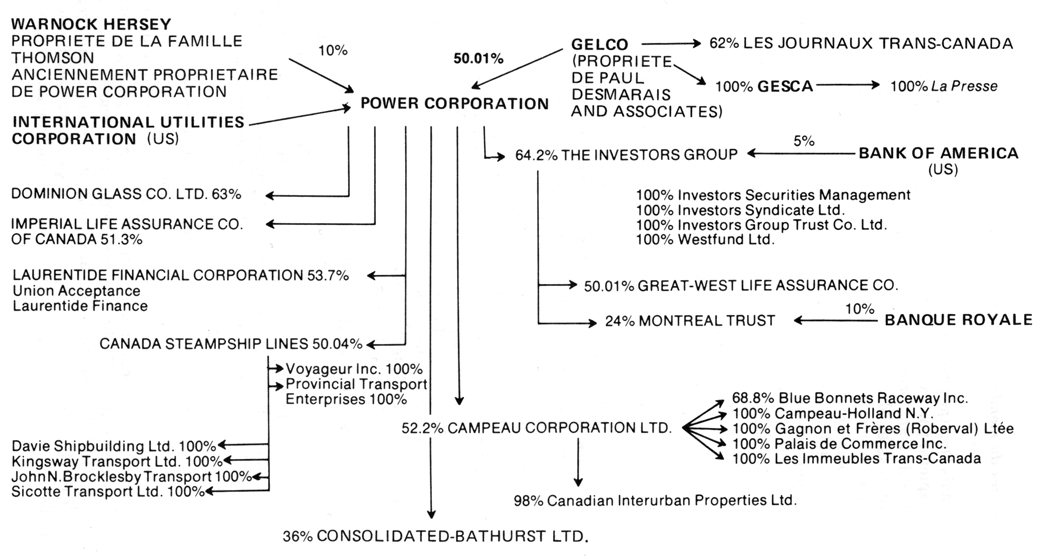 WARNOCK HERSEY
PROPRIETE DE LA FAMILLE
THOMSON
ANCIENNEMENT PROPRIETAIRE
DE POWER CORPORATION
10%
INTERNATIONAL UTILITIES
CORPORATION (US)
50.01%
POWER CORPORATION
GELCO
(PROPRIETE
DE PAUL
DESMARAIS
AND ASSOCIATES)
62% LES JOURNAUX TRANS-CANADA
100% GESCA
100% La Presse
64.2% THE INVESTORS GROUP
5%
BANK OF AMERICA
(US)
100% Investors Securities Management
100% Investors Syndicate Ltd.
100% Investors Group Trust Co. Ltd.
100% Westfund Ltd.
50.01% GREAT-WEST LIFE ASSURANCE CO.
24% MONTREAL TRUST
10%
BANQUE ROYALE
DOMINION GLASS CO. LTD. 63%
IMPERIAL LIFE ASSURANCE CO.
OF CANADA 51.3%
LAURENTIDE FINANCIAL CORPORATION 53.7%
Union Acceptance
Laurentide Finance
CANADA STEAMPSHIP LINES 50.04%
Voyageur Inc. 100%
Provincial Transport
Enterprises 100%
Davie Shipbuilding Ltd. 100%
Kingsway Transport Ltd. 100%
John N. Brocklesby Transport 100%
Sicotte Transport Ltd. 100%
52.2% CAMPEAU CORPORATION LTD.
68.8% Blue Bonnets Raceway Inc.
100% Campeau-Holland N.Y.
100% Gagnon et Frères (Roberval) Ltée
100% Palais de Commerce Inc.
100% Les Immeubles Trans-Canada
98% Canadian Interurban Properties Ltd.
36% CONSOLIDATED-BATHURST LTD.